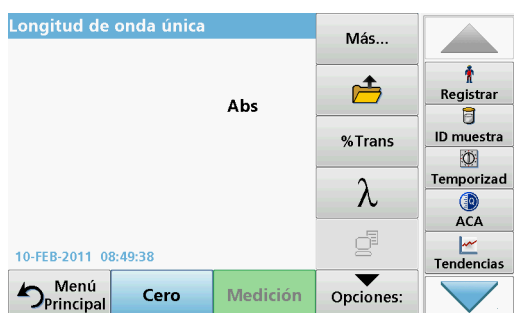 Longitud de onda única
Abs
10-FEB-2011 08:49:38
Menú
Principal
Cero
Medición
Más...
%Trans
λ
Opciones:
Registrar
ID muestra
Temporizad
ACA
Tendencias